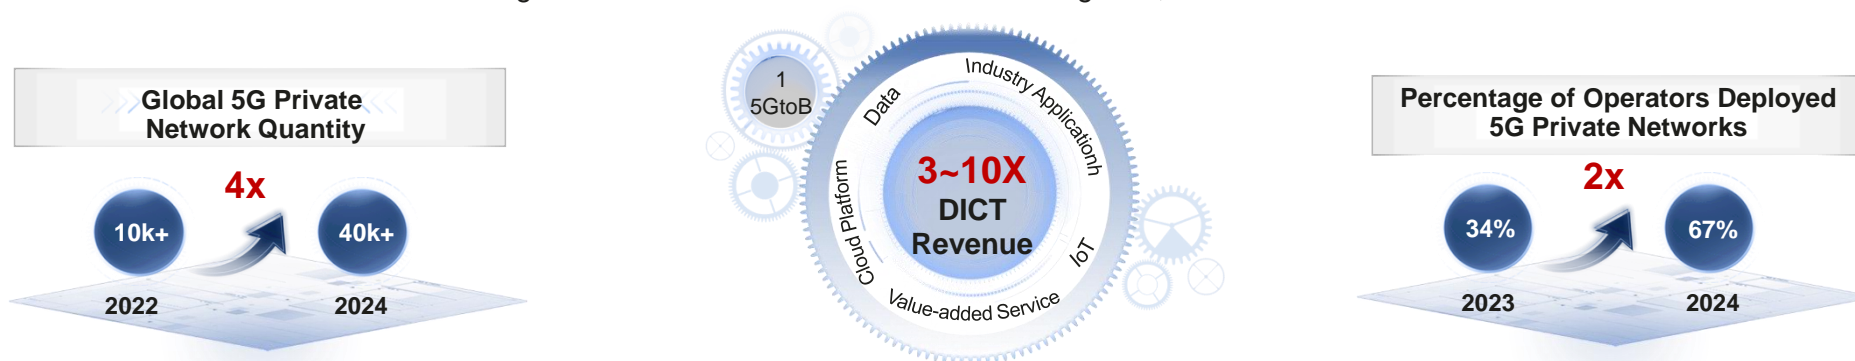 Global 5G Private
Network Quantity
4x
10k+
40k+
2022
2024
1
5GtoB
Data
Industry Applicationh
Cloud Platform
IoT
Value-added Service
3~10X
DICT
Revenue
Percentage of Operators Deployed
5G Private Networks
2x
34%
67%
2023
2024